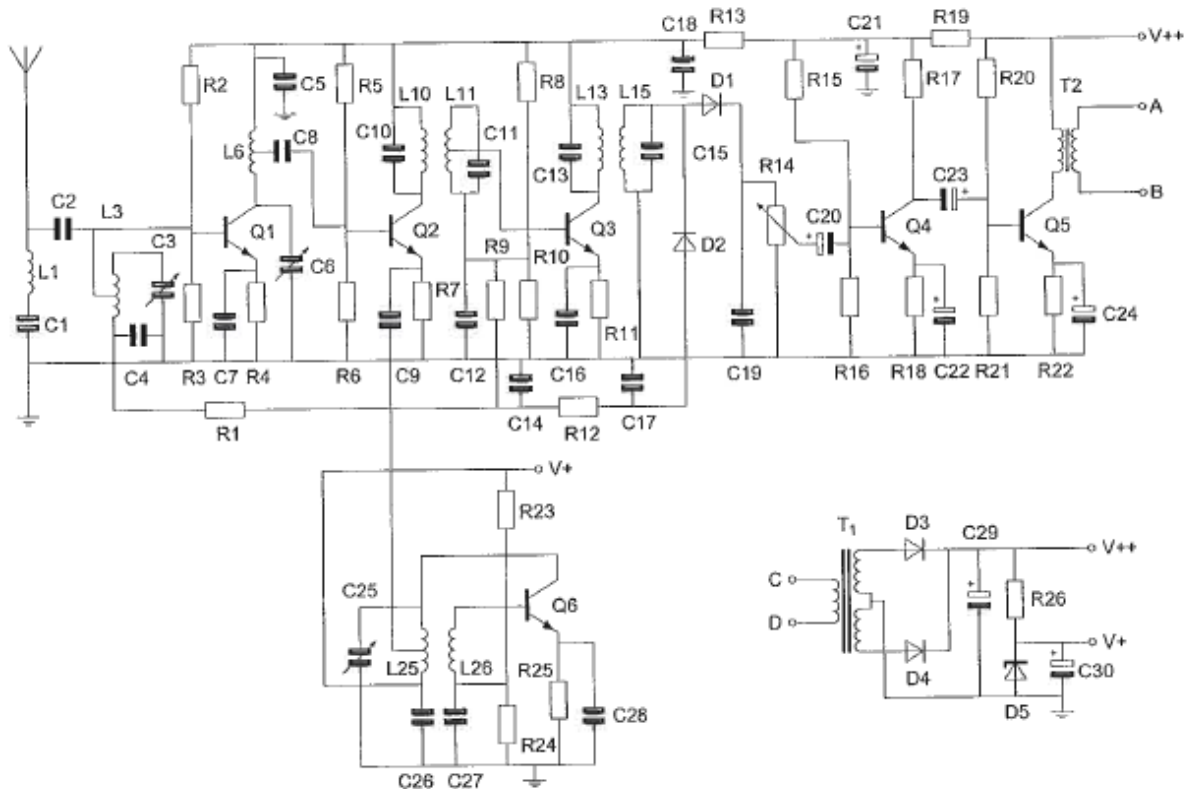 C18 R13 C21 R19
V++
R2 C5 R5 L10 L11 R8 L13 L15 D1 R15 R17 R20 T2
A
C8 C10 C11
L6 C13 C15 R14
C2 L3 C23
B
C20
C3 Q1 Q2 R9 Q3 D2 Q4 Q5
L1 C6 R10
R7
C1 R11 C24
C4 R3 C7 R4 R6 C9 C12 C16 C19 R16 R18 C22 R21 R22
R1 C14 R12 C17
V+
R23
T1 D3 C29
V++
C25 Q6 C
R26
D
L25 L26 R25 V+
D4 C30
C28 D5
R24
C26 C27
+
+
+
+
+
+
+